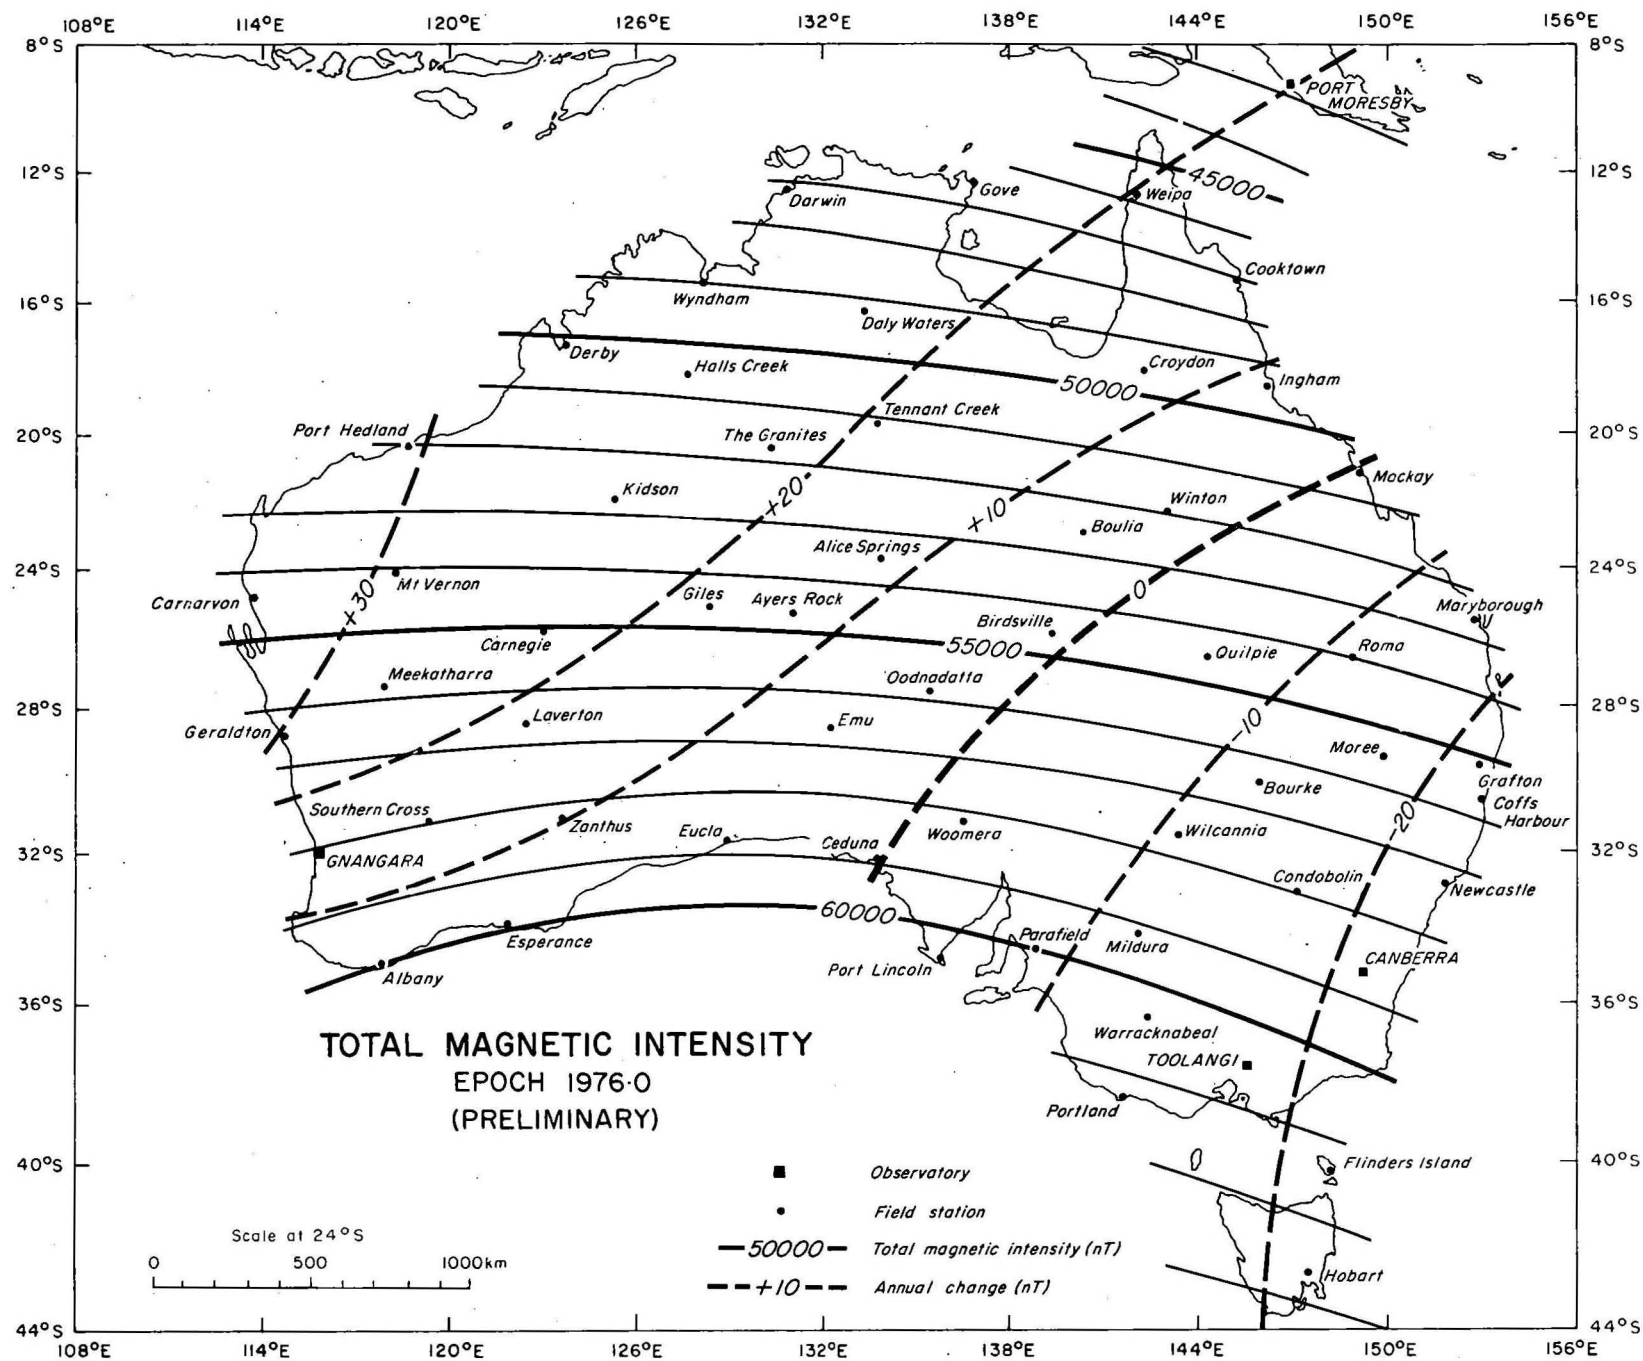 108°E 114°E 120°E 126°E 132°E 138°E 144°E 150°E 156°E
8°S 8°S
PORT
MORESBY
12°S 12°S
45000
Gove
Weipa
Darwin
Cooktown
Wyndham
16°S 16°S
Daly Waters
Derby
Halls Creek
Croydon
50000
Ingham
Tennant Creek
Port Hedland
The Granites
20°S 20°S
Mackay
Kidson
+20
Winton
+10
Boulia
Alice Springs
24°S 24°S
Mt Vernon
0
Carnarvon
+30
Giles
Ayers Rock
Maryborough
Birdsville
Carnegie
55000
Quilpie
Roma
Meekatharra
Oodnadatta
28°S 28°S
Laverton
Emu
-10
Geraldton
Moree
Grafton
Bourke
Southern Cross
Coffs
Harbour
Zanthus
Eucla
Woomera
Wilcannia
-20
Ceduna
32°S 32°S
GNANGARA
Condobolin
Newcastle
60000
Esperance
Parafield
Mildura
CANBERRA
Albany
Port Lincoln
36°S 36°S
Warracknabeal
TOTAL MAGNETIC INTENSITY
EPOCH 1976·0
(PRELIMINARY)
TOOLANGI
Portland
40°S 40°S
Flinders Island
Observatory
Field station
50000 Total magnetic intensity (nT)
+10 Annual change (nT)
Scale at 24°S
0 500 1000km
Hobart
44°S 44°S
108°E 114°E 120°E 126°E 132°E 138°E 144°E 150°E 156°E